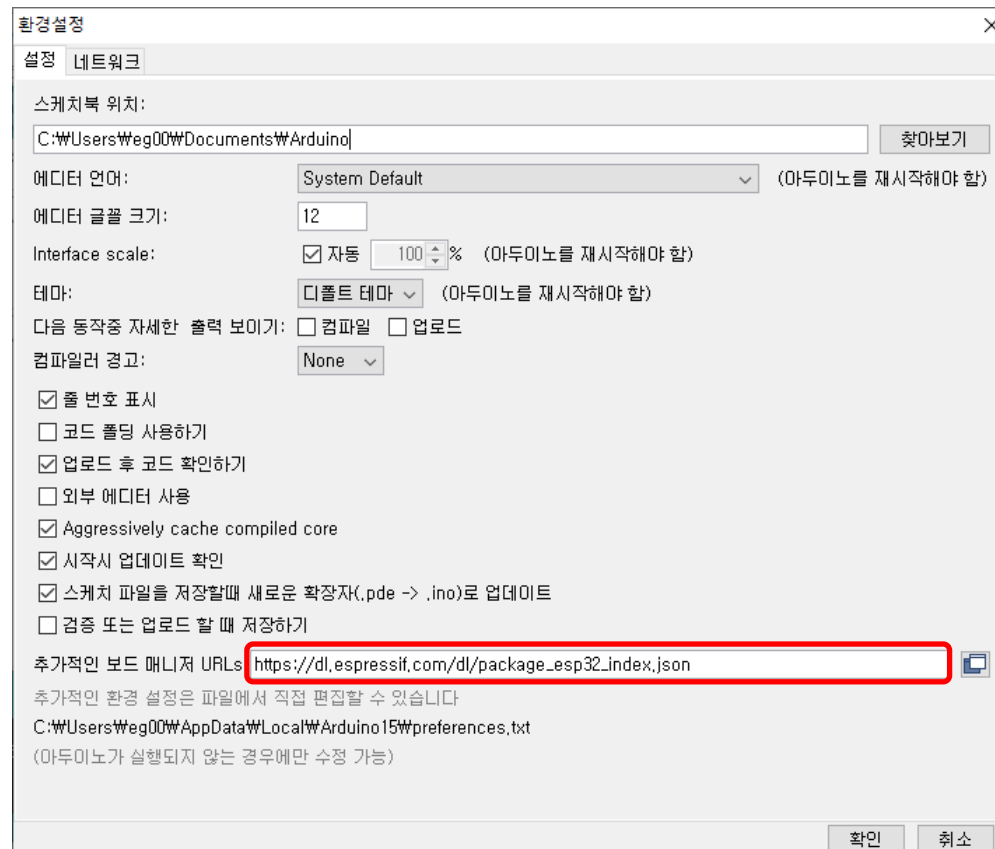 환경설정
설정 네트워크
스케치북 위치:
C:₩Users₩eg00₩Documents₩Arduino 찾아보기
에디터 언어: System Default (아두이노를 재시작해야 함)
에디터 글꼴 크기: 12
Interface scale: 자동 100 % (아두이노를 재시작해야 함)
테마: 디폴트 테마 (아두이노를 재시작해야 함)
다음 동작중 자세한 출력 보이기: 컴파일 업로드
컴파일러 경고: None
줄 번호 표시
코드 폴딩 사용하기
업로드 후 코드 확인하기
외부 에디터 사용
Aggressively cache compiled core
시작시 업데이트 확인
스케치 파일을 저장할때 새로운 확장자(.pde -> .ino)로 업데이트
검증 또는 업로드 할 때 저장하기
추가적인 보드 매니저 URLs https://dl.espressif.com/dl/package_esp32_index.json
추가적인 환경 설정은 파일에서 직접 편집할 수 있습니다
C:₩Users₩eg00₩AppData₩Local₩Arduino15₩preferences.txt
(아두이노가 실행되지 않는 경우에만 수정 가능)
확인 취소